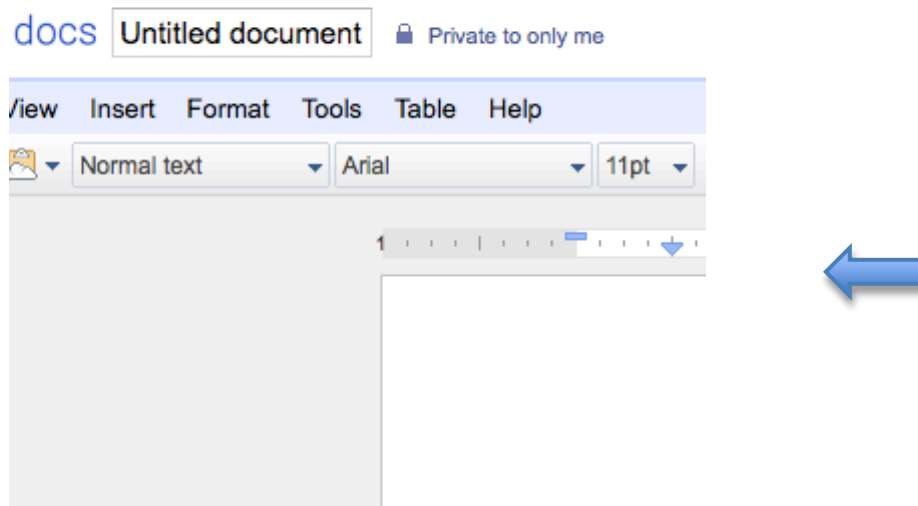 docs Untitled document Private to only me
View Insert Format Tools Table Help
Normal text Arial 11pt
1